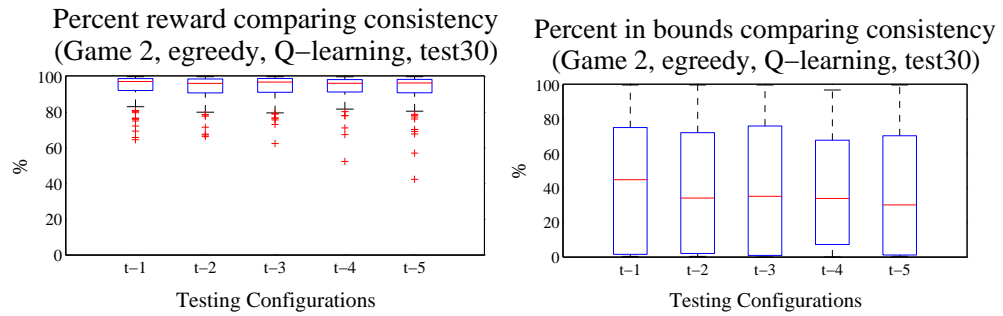 Percent reward comparing consistency
(Game 2, egreedy, Q−learning, test30)
100
80
60
40
20
0
%
t−1 t−2 t−3 t−4 t−5
Testing Configurations
Percent in bounds comparing consistency
(Game 2, egreedy, Q−learning, test30)
100
80
60
40
20
0
%
t−1 t−2 t−3 t−4 t−5
Testing Configurations